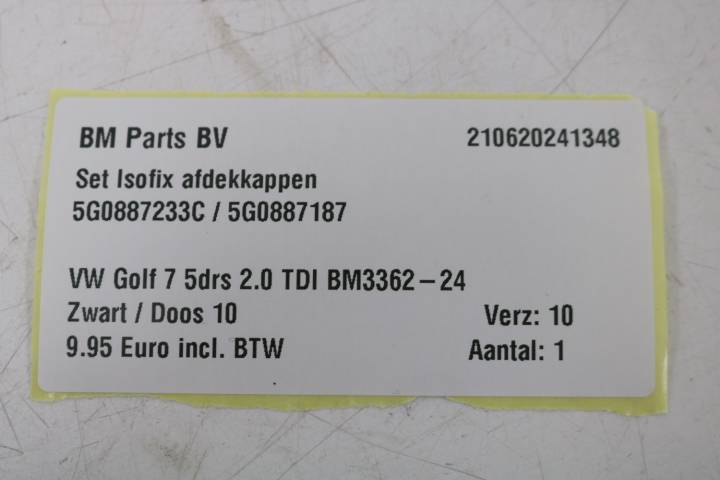 BM Parts BV 210620241348
Set Isofix afdekkappen
5G0887233C / 5G0887187
VW Golf 7 5drs 2.0 TDI BM3362-24
Zwart / Doos 10 Verz: 10
9.95 Euro incl. BTW Aantal: 1